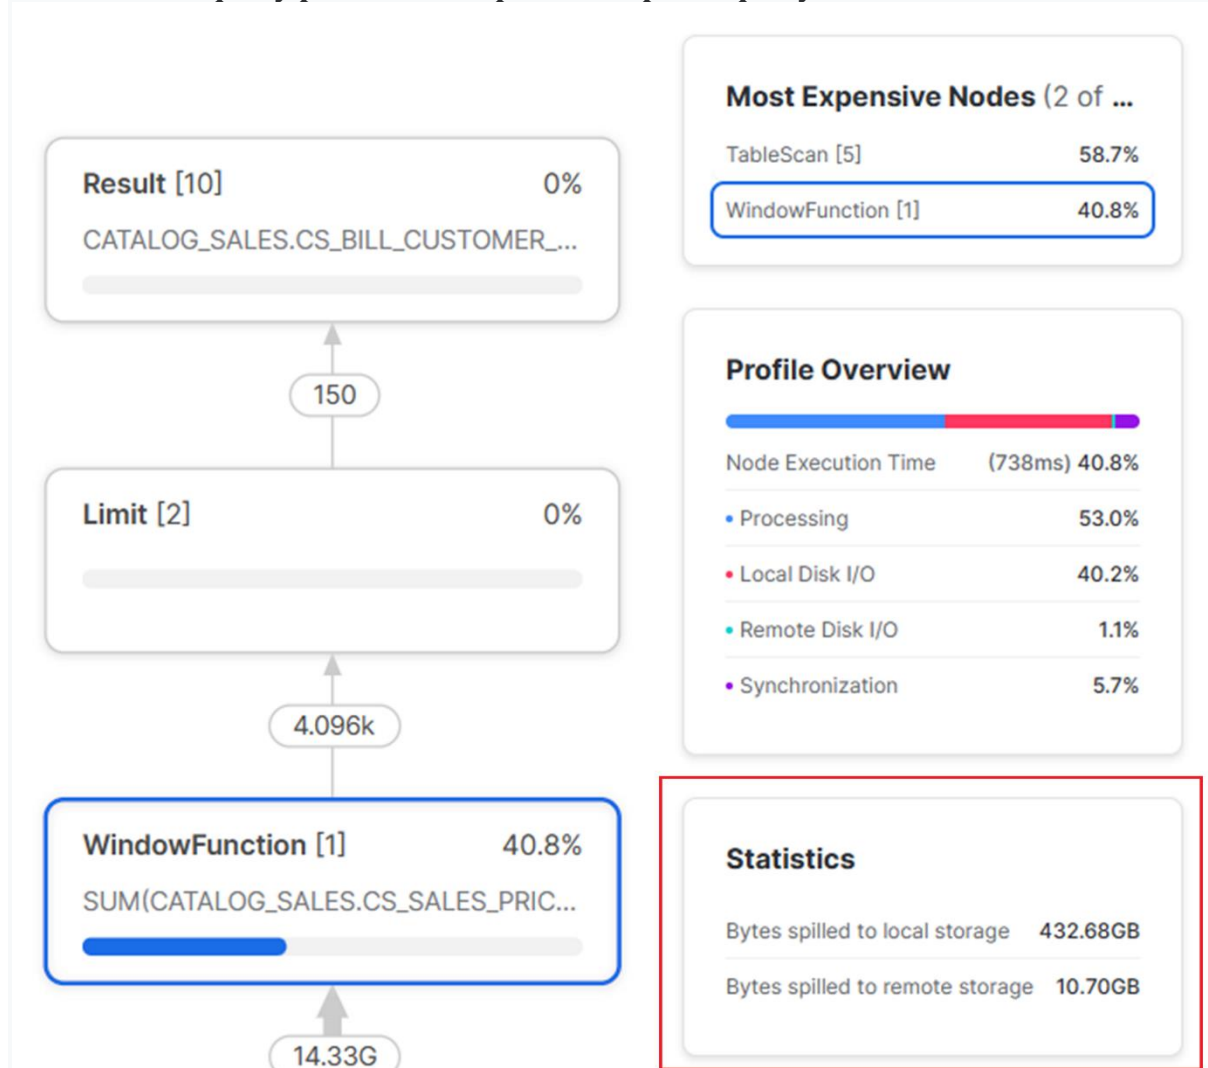 Result [10] 0%
CATALOG_SALES.CS_BILL_CUSTOMER_...
150
Limit [2] 0%
4.096k
WindowFunction [1] 40.8%
SUM(CATALOG_SALES.CS_SALES_PRIC...
14.33G
Most Expensive Nodes (2 of ...
TableScan [5] 58.7%
WindowFunction [1] 40.8%
Profile Overview
Node Execution Time (738ms) 40.8%
Processing 53.0%
Local Disk I/O 40.2%
Remote Disk I/O 1.1%
Synchronization 5.7%
Statistics
Bytes spilled to local storage 432.68GB
Bytes spilled to remote storage 10.70GB